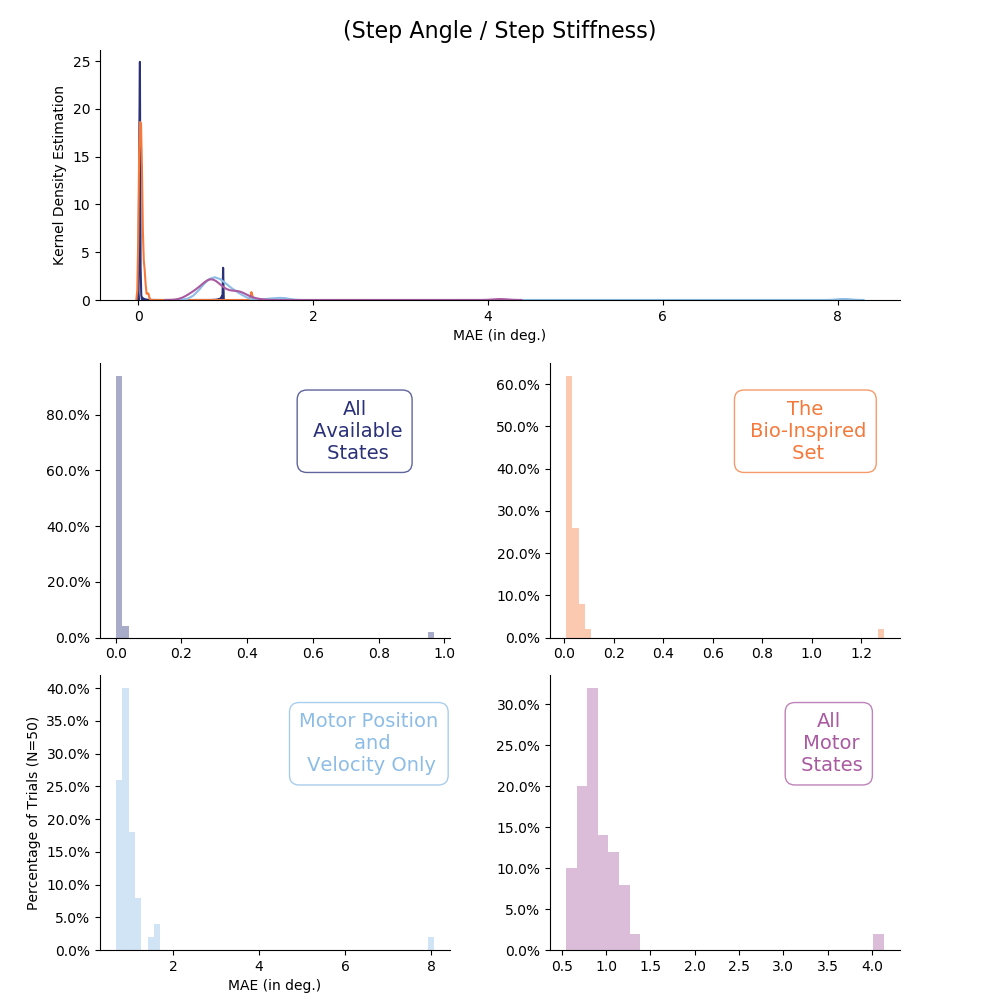 (Step Angle / Step Stiffness)
Kernel Density Estimation
25
20
15
10
5
0
0 2 4 6 8
MAE (in deg.)
80.0%
60.0%
40.0%
20.0%
0.0%
All
Available
States
0.0 0.2 0.4 0.6 0.8 1.0
60.0%
50.0%
40.0%
30.0%
20.0%
10.0%
0.0%
The
Bio-Inspired
Set
0.0 0.2 0.4 0.6 0.8 1.0 1.2
Percentage of Trials (N=50)
40.0%
35.0%
30.0%
25.0%
20.0%
15.0%
10.0%
5.0%
0.0%
Motor Position
and
Velocity Only
2 4 6 8
MAE (in deg.)
30.0%
25.0%
20.0%
15.0%
10.0%
5.0%
0.0%
All
Motor
States
0.5 1.0 1.5 2.0 2.5 3.0 3.5 4.0